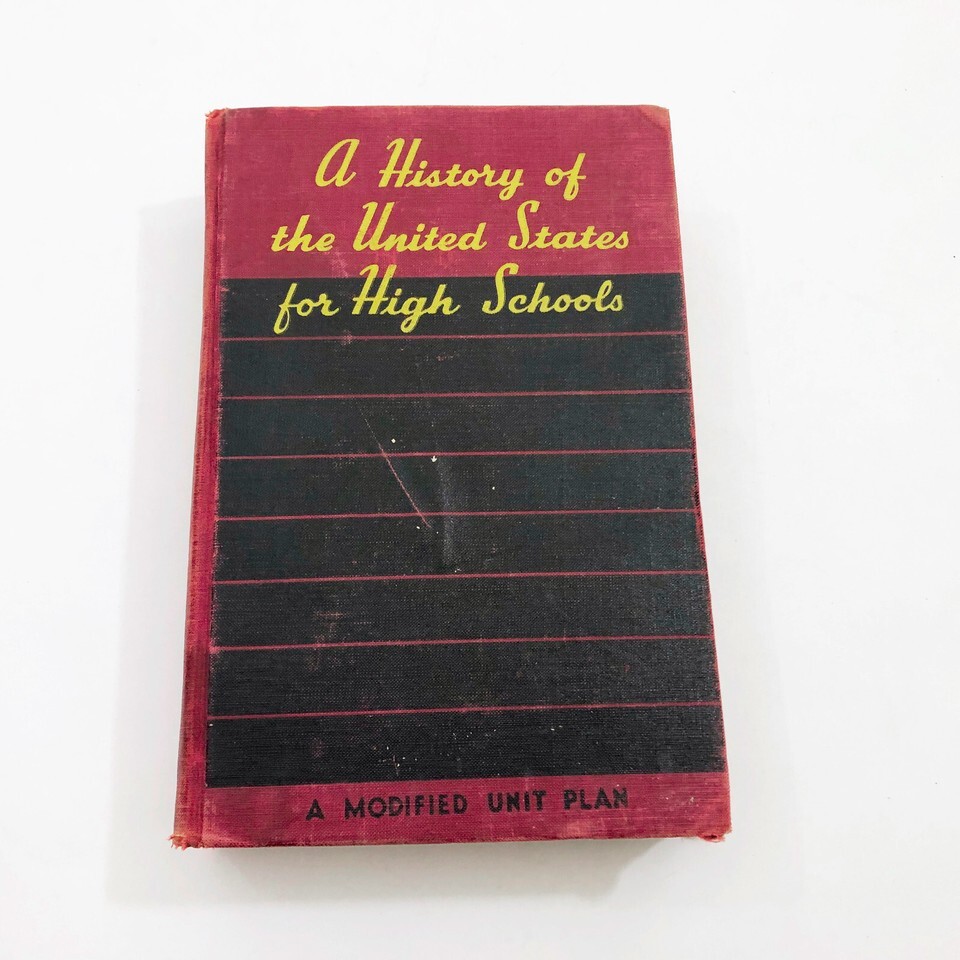 A History of
the United States
for High Schools
A MODIFIED UNIT PLAN